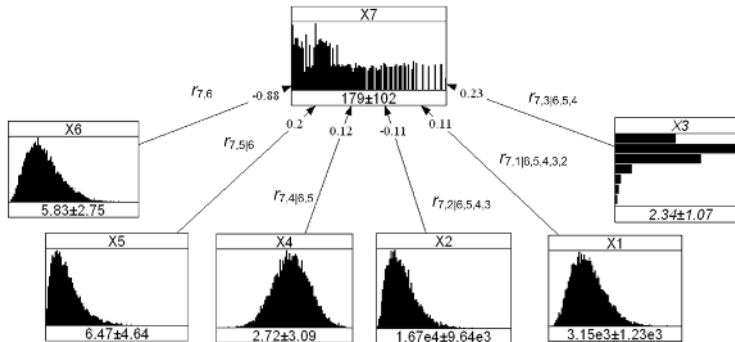 X7
179±102
r7,6
-0.88
0.2
0.12
-0.11
0.11
0.23
r7,3|6,5,4
X6
5.83±2.75
r7,5|6
r7,4|6,5
r7,2|6,5,4,3
r7,1|6,5,4,3,2
X3
2.34±1.07
X5
6.47±4.64
X4
2.72±3.09
X2
1.67e4±9.64e3
X1
3.15e3±1.23e3